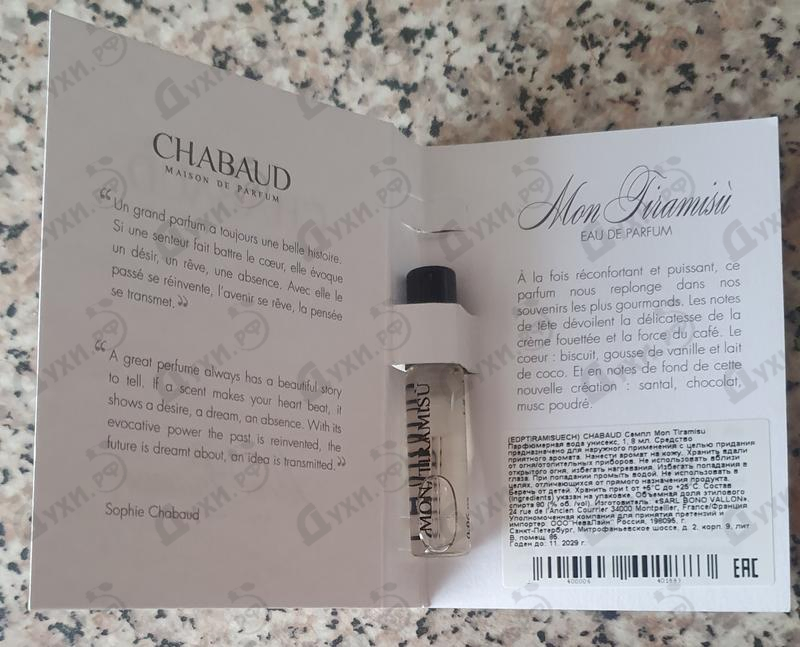 CHABAUD
MAISON DE PARFUM
“Un grand parfum a toujours une belle histoire.
Si une senteur fait battre le cœur, elle évoque
un désir, un rêve, une absence. Avec elle le
passé se réinvente, l'avenir se rêve, la pensée
se transmet.”
“A great perfume always has a beautiful story
to tell. If a scent makes your heart beat, it
shows a desire, a dream, an absence. With its
evocative power the past is reinvented, the
future is dreamt about, an idea is transmitted.”
Sophie Chabaud
MON TIRAMISÙ
Mon Tiramisù
EAU DE PARFUM
À la fois réconfortant et puissant, ce
parfum nous replonge dans nos
souvenirs les plus gourmands. Les notes
de tête dévoilent la délicatesse de la
crème fouettée et la force du café. Le
coeur : biscuit, gousse de vanille et lait
de coco. Et en notes de fond de cette
nouvelle création : santal, chocolat,
musc poudré.
(EDPTIRAMISUECH) CHABAUD Семпл Mon Tiramisu
Парфюмерная вода унисекс, 1, 8 мл. Средство
предназначено для наружного применения с целью придания
приятного аромата. Нанести аромат на кожу. Хранить вдали
от огня/отопительных приборов. Не использовать вблизи
открытого огня, избегать нагревания. Избегать попадания в
глаза. При попадании промыть водой. Не использовать в
целях, отличающихся от прямого назначения продукта.
Беречь от детей. Хранить при t от +5°C до +25°C. Состав
(Ingredients) указан на упаковке. Объемная доля этилового
спирта 90 (% об. /vol). Изготовитель: «SARL BOND VALLON»
24 rue de l'Ancien Courrier 34000 Montpellier, France/Франция
Уполномоченная компания для принятия претензий и
импортер: ООО"НеваЛайн" Россия, 198095, г.
Санкт-Петербург, Митрофаньевское шоссе, д. 2, корп. 9, лит
В, помещ. 86.
Годен до: 11. 2029 г.
400004 401883
EAC
Духи.рф